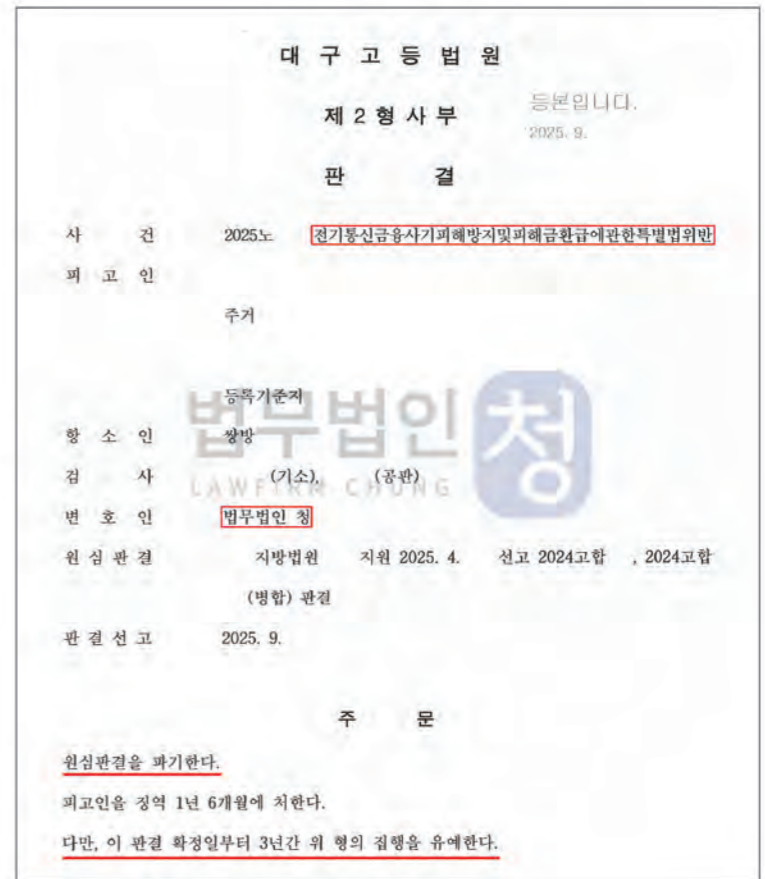 대 구 고 등 법 원
등본입니다.
제 2 형 사 부
2025. 9.
판 결
사 건 2025노 전기통신금융사기피해방지및피해금환급에관한특별법위반
피 고 인
주거
등록기준지
법무법인 청
항 소 인 쌍방
검 사 (기소), (공판)
LAWFIRM CHUNG
변 호 인 법무법인 청
원 심 판 결 지방법원 지원 2025. 4. 선고 2024고합 , 2024고합
(병합) 판결
판 결 선 고 2025. 9.
주 문
원심판결을 파기한다.
피고인을 징역 1년 6개월에 처한다.
다만, 이 판결 확정일부터 3년간 위 형의 집행을 유예한다.